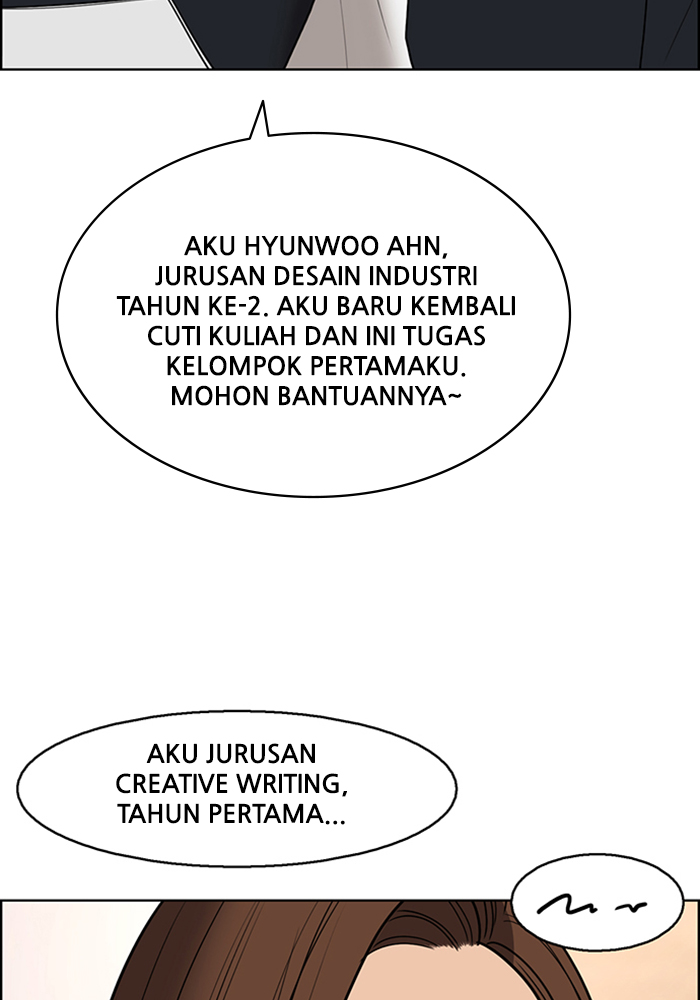 AKU HYUNWOO AHN,
JURUSAN DESAIN INDUSTRI
TAHUN KE-2. AKU BARU KEMBALI
CUTI KULIAH DAN INI TUGAS
KELOMPOK PERTAMAKU.
MOHON BANTUANNYA~
AKU JURUSAN
CREATIVE WRITING,
TAHUN PERTAMA...